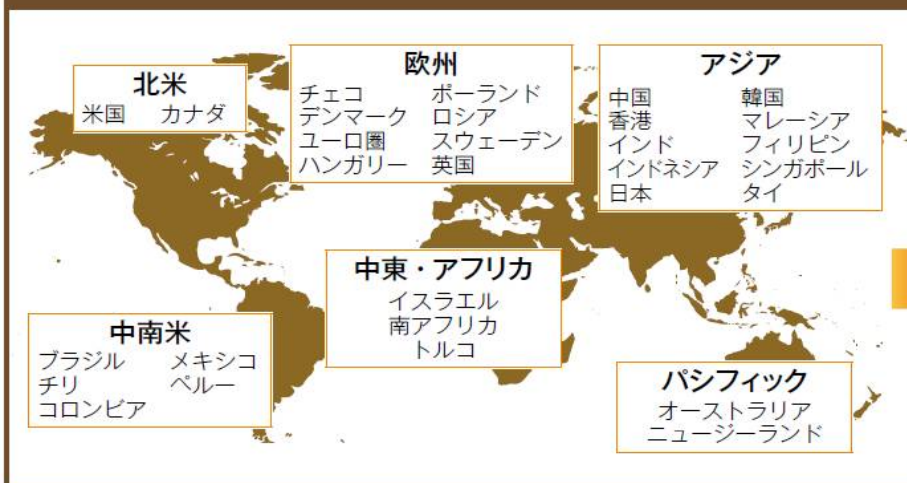 北米
米国 カナダ
欧州
チェコ ポーランド
デンマーク ロシア
ユーロ圏 スウェーデン
ハンガリー 英国
アジア
中国 韓国
香港 マレーシア
インド フィリピン
インドネシア シンガポール
日本 タイ
中東・アフリカ
イスラエル
南アフリカ
トルコ
中南米
ブラジル メキシコ
チリ ペルー
コロンビア
パシフィック
オーストラリア
ニュージーランド